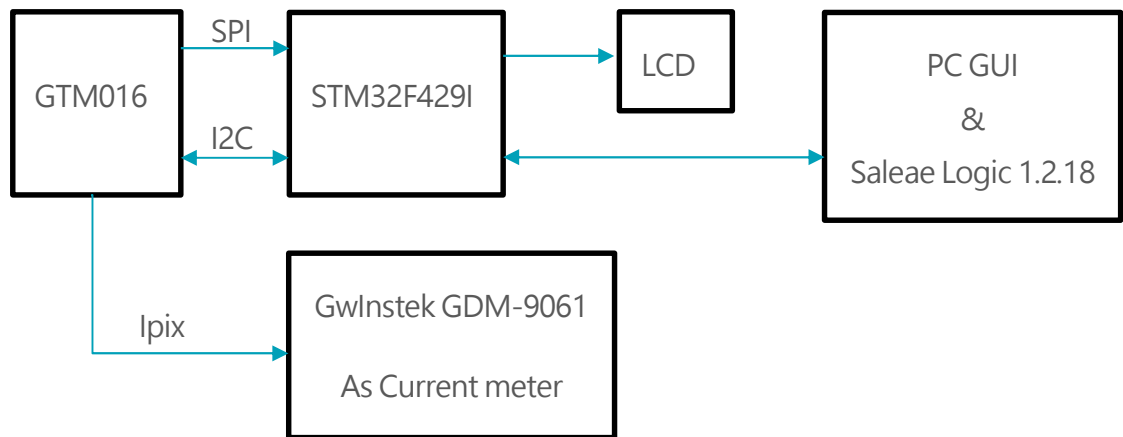 SPI
GTM016
I2C
STM32F429I
LCD
PC GUI
&
Saleae Logic 1.2.18
Ipix
GwInstek GDM-9061
As Current meter